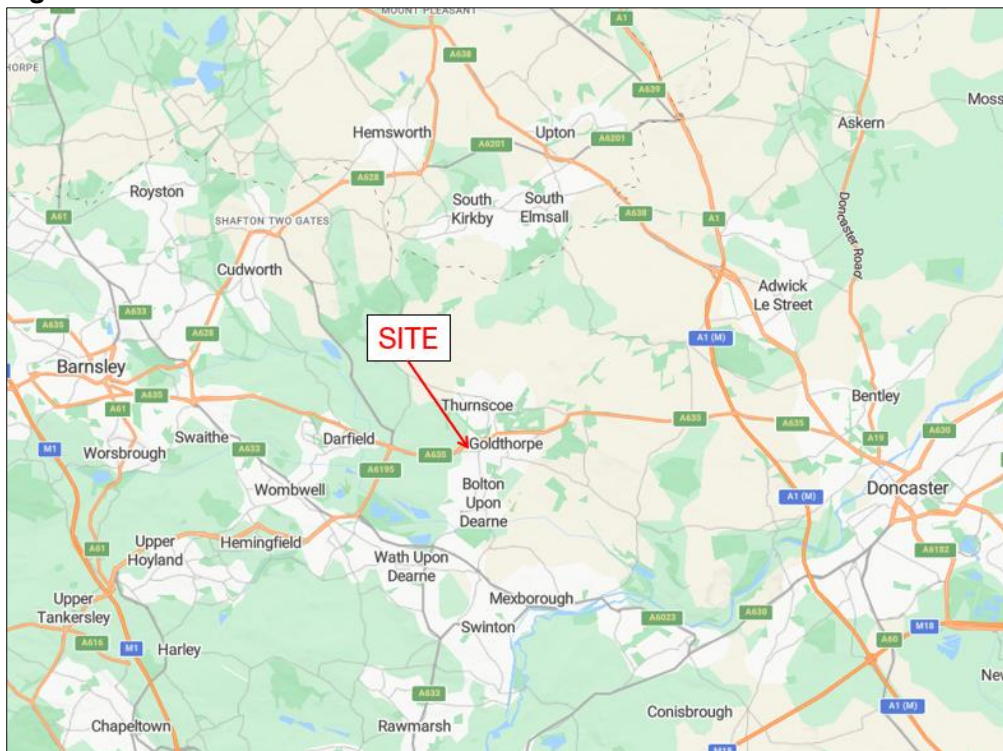 MOUNT PLEASANT
A1
THORPE
A638
A639
Moss
Askern
Hemsworth
Upton
A6201
A6201
A628
Royston
South
Kirkby
South
Elmsall
A61
SHAFTON TWO GATES
A638
A1
Doncaster Road
Cudworth
Adwick
Le Street
A633
A635
A628
SITE
A1 (M)
Barnsley
A635
Thurnscoe
Bentley
A61
A635
A635
A19
A630
M1
Swaithe
A633
Darfield
A635
Goldthorpe
Worsbrough
A6195
Doncaster
Wombwell
Bolton
Upon
Dearne
A1 (M)
Upper
Hoyland
Hemingfield
A61
Wath Upon
Dearne
A6182
Upper
Tankersley
Mexborough
A6023
A630
Swinton
M18
A616
M1
Harley
A60
A633
Conisbrough
A1 (M)
Chapeltown
Rawmarsh
M18